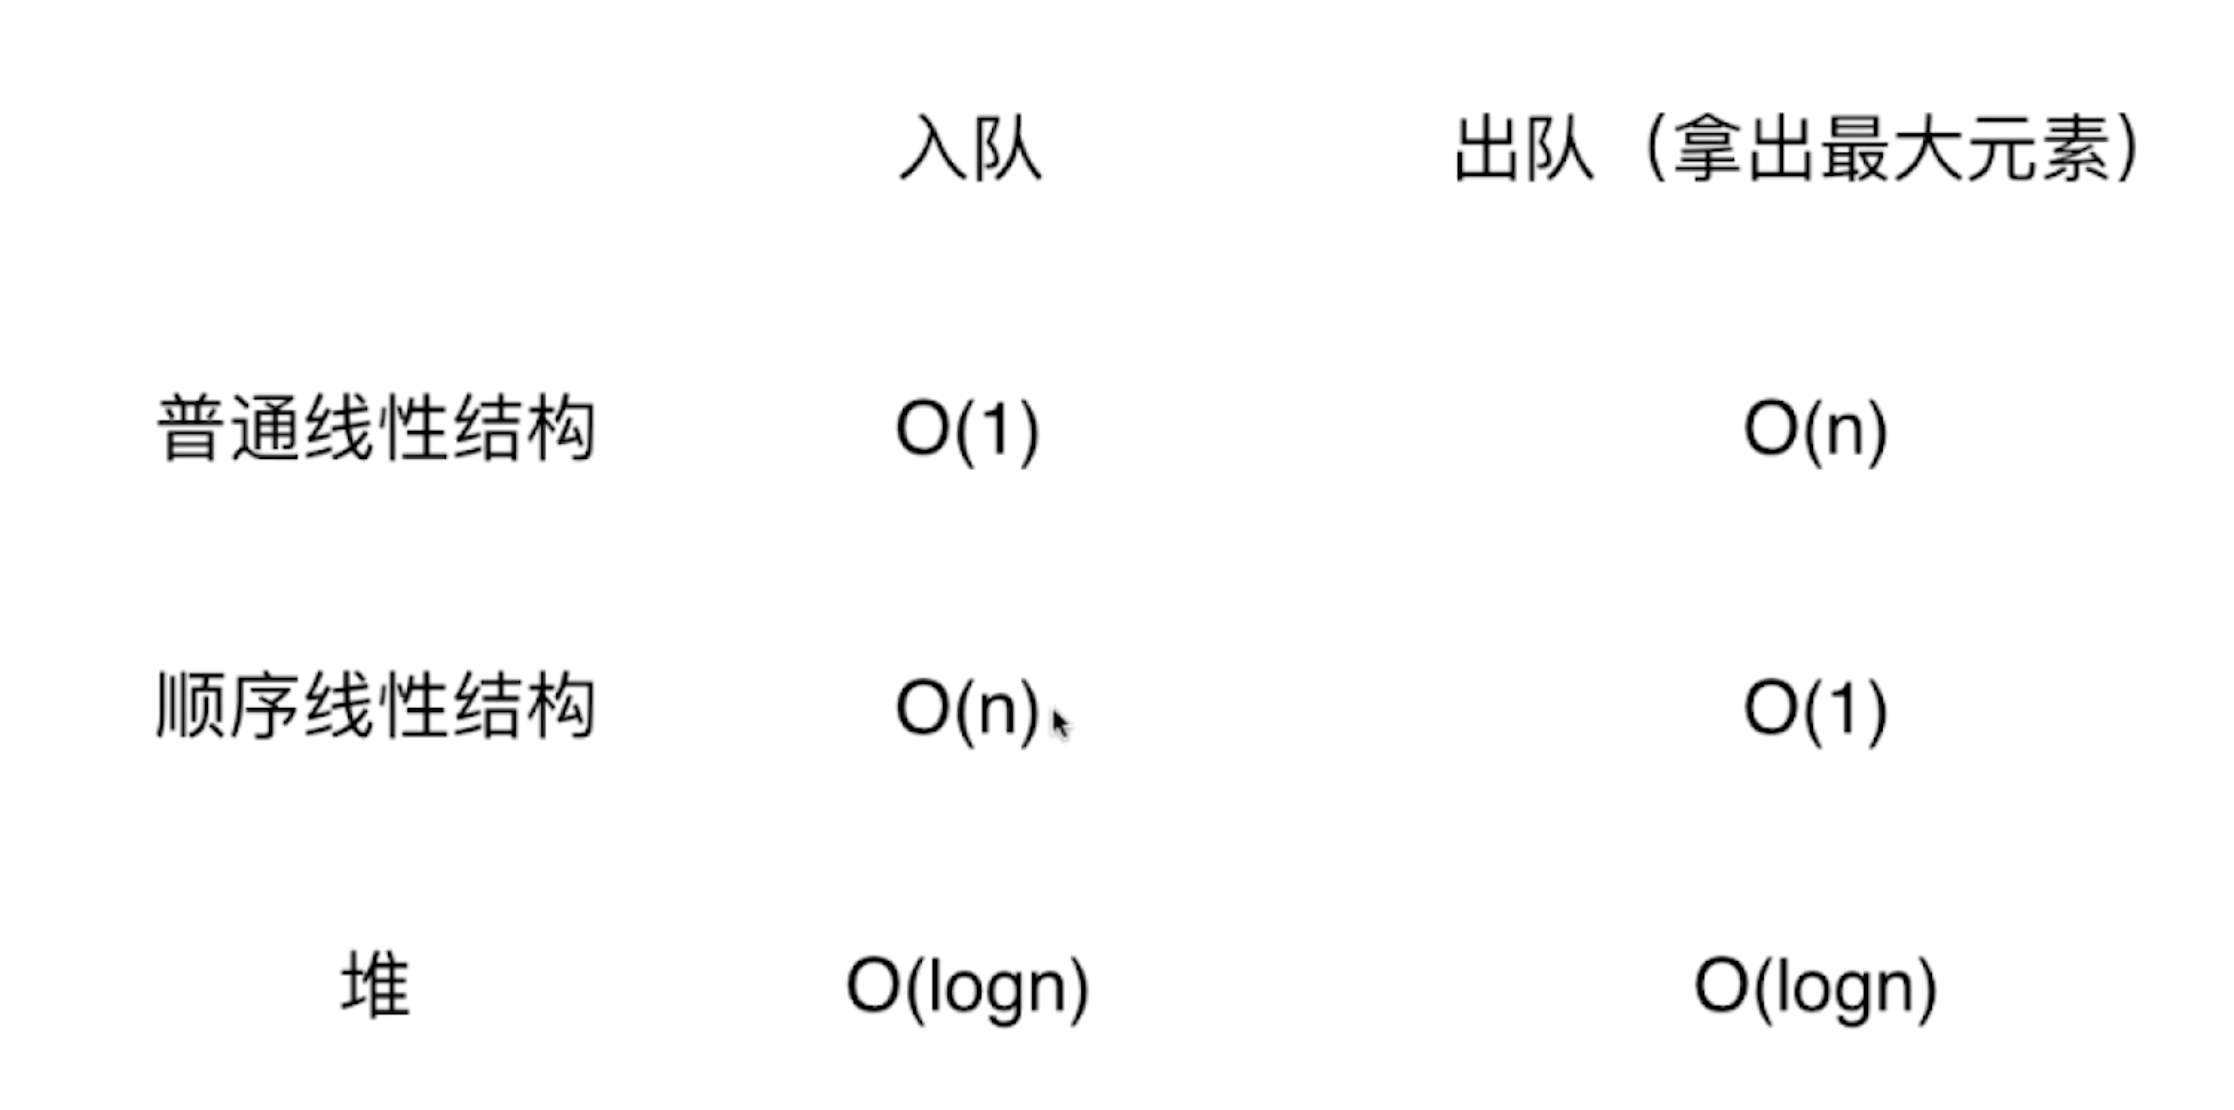 入队 出队（拿出最大元素）
普通线性结构 O(1) O(n)
顺序线性结构 O(n) O(1)
堆 O(logn) O(logn)